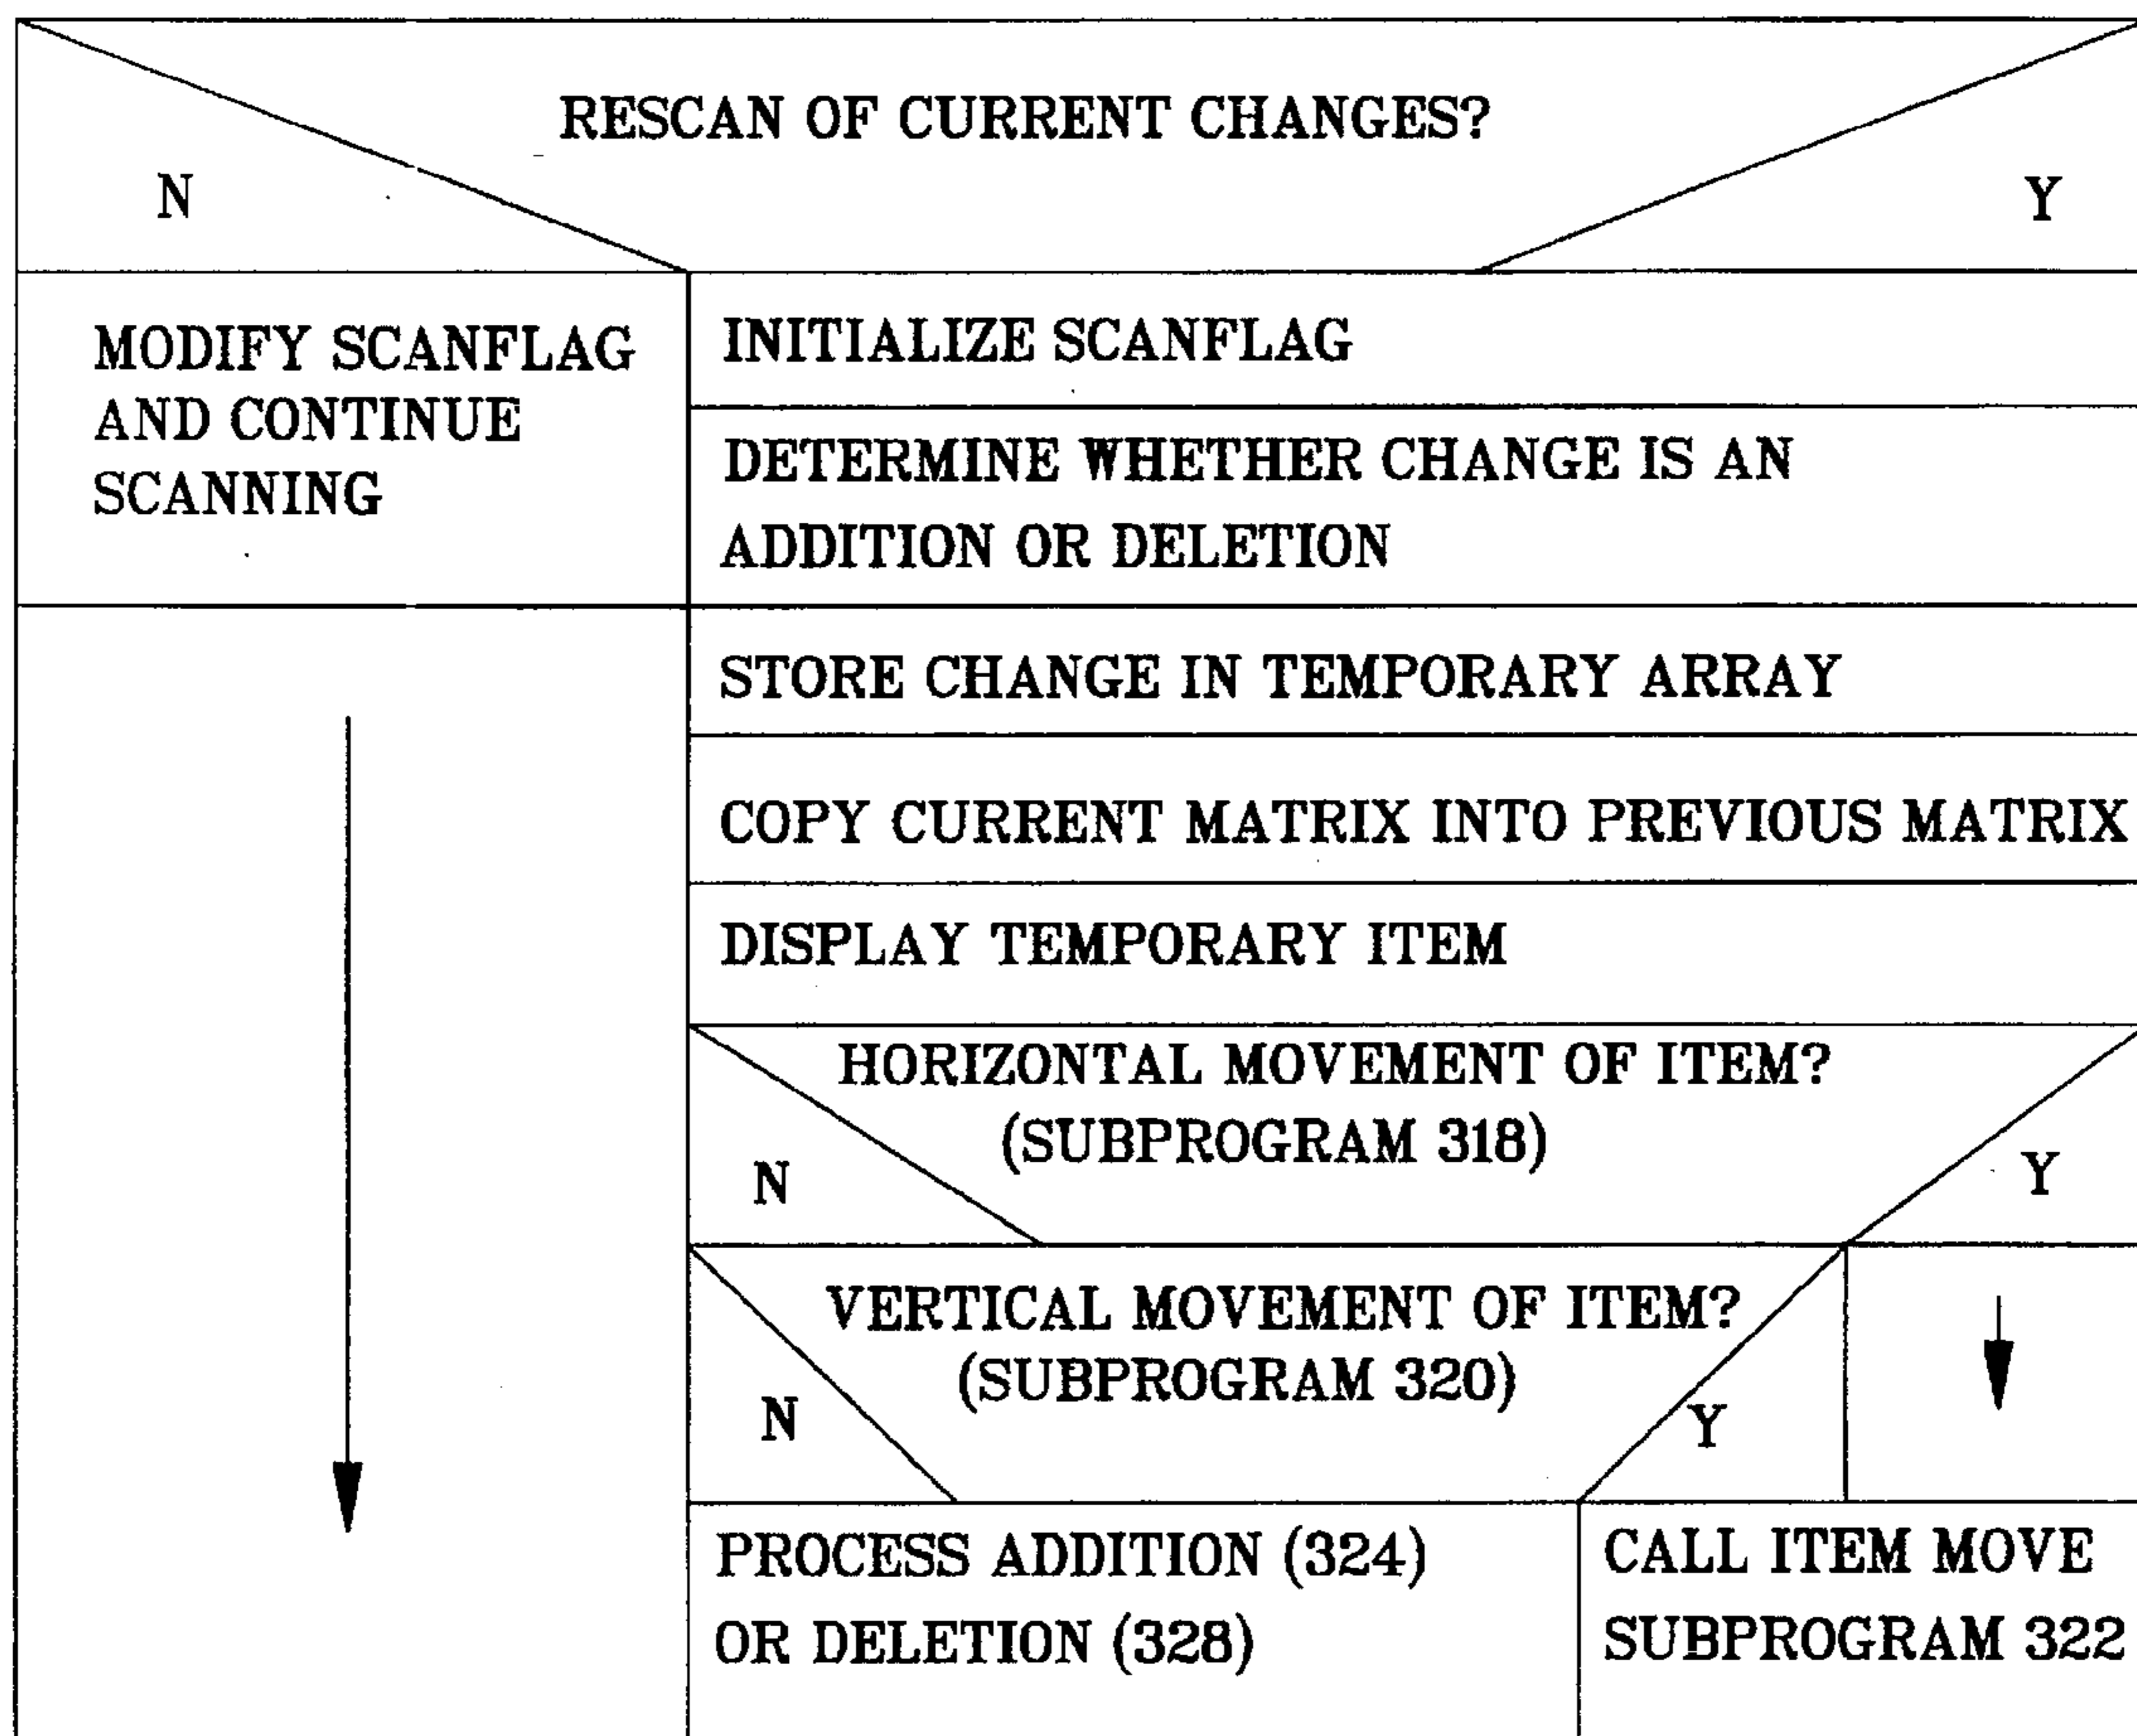 RESCAN OF CURRENT CHANGES?
N
Y
MODIFY SCANFLAG
AND CONTINUE
SCANNING
INITIALIZE SCANFLAG
DETERMINE WHETHER CHANGE IS AN
ADDITION OR DELETION
STORE CHANGE IN TEMPORARY ARRAY
COPY CURRENT MATRIX INTO PREVIOUS MATRIX
DISPLAY TEMPORARY ITEM
HORIZONTAL MOVEMENT OF ITEM?
(SUBPROGRAM 318)
N
Y
VERTICAL MOVEMENT OF ITEM?
(SUBPROGRAM 320)
N
Y
PROCESS ADDITION (324)
OR DELETION (328)
CALL ITEM MOVE
SUBPROGRAM 322